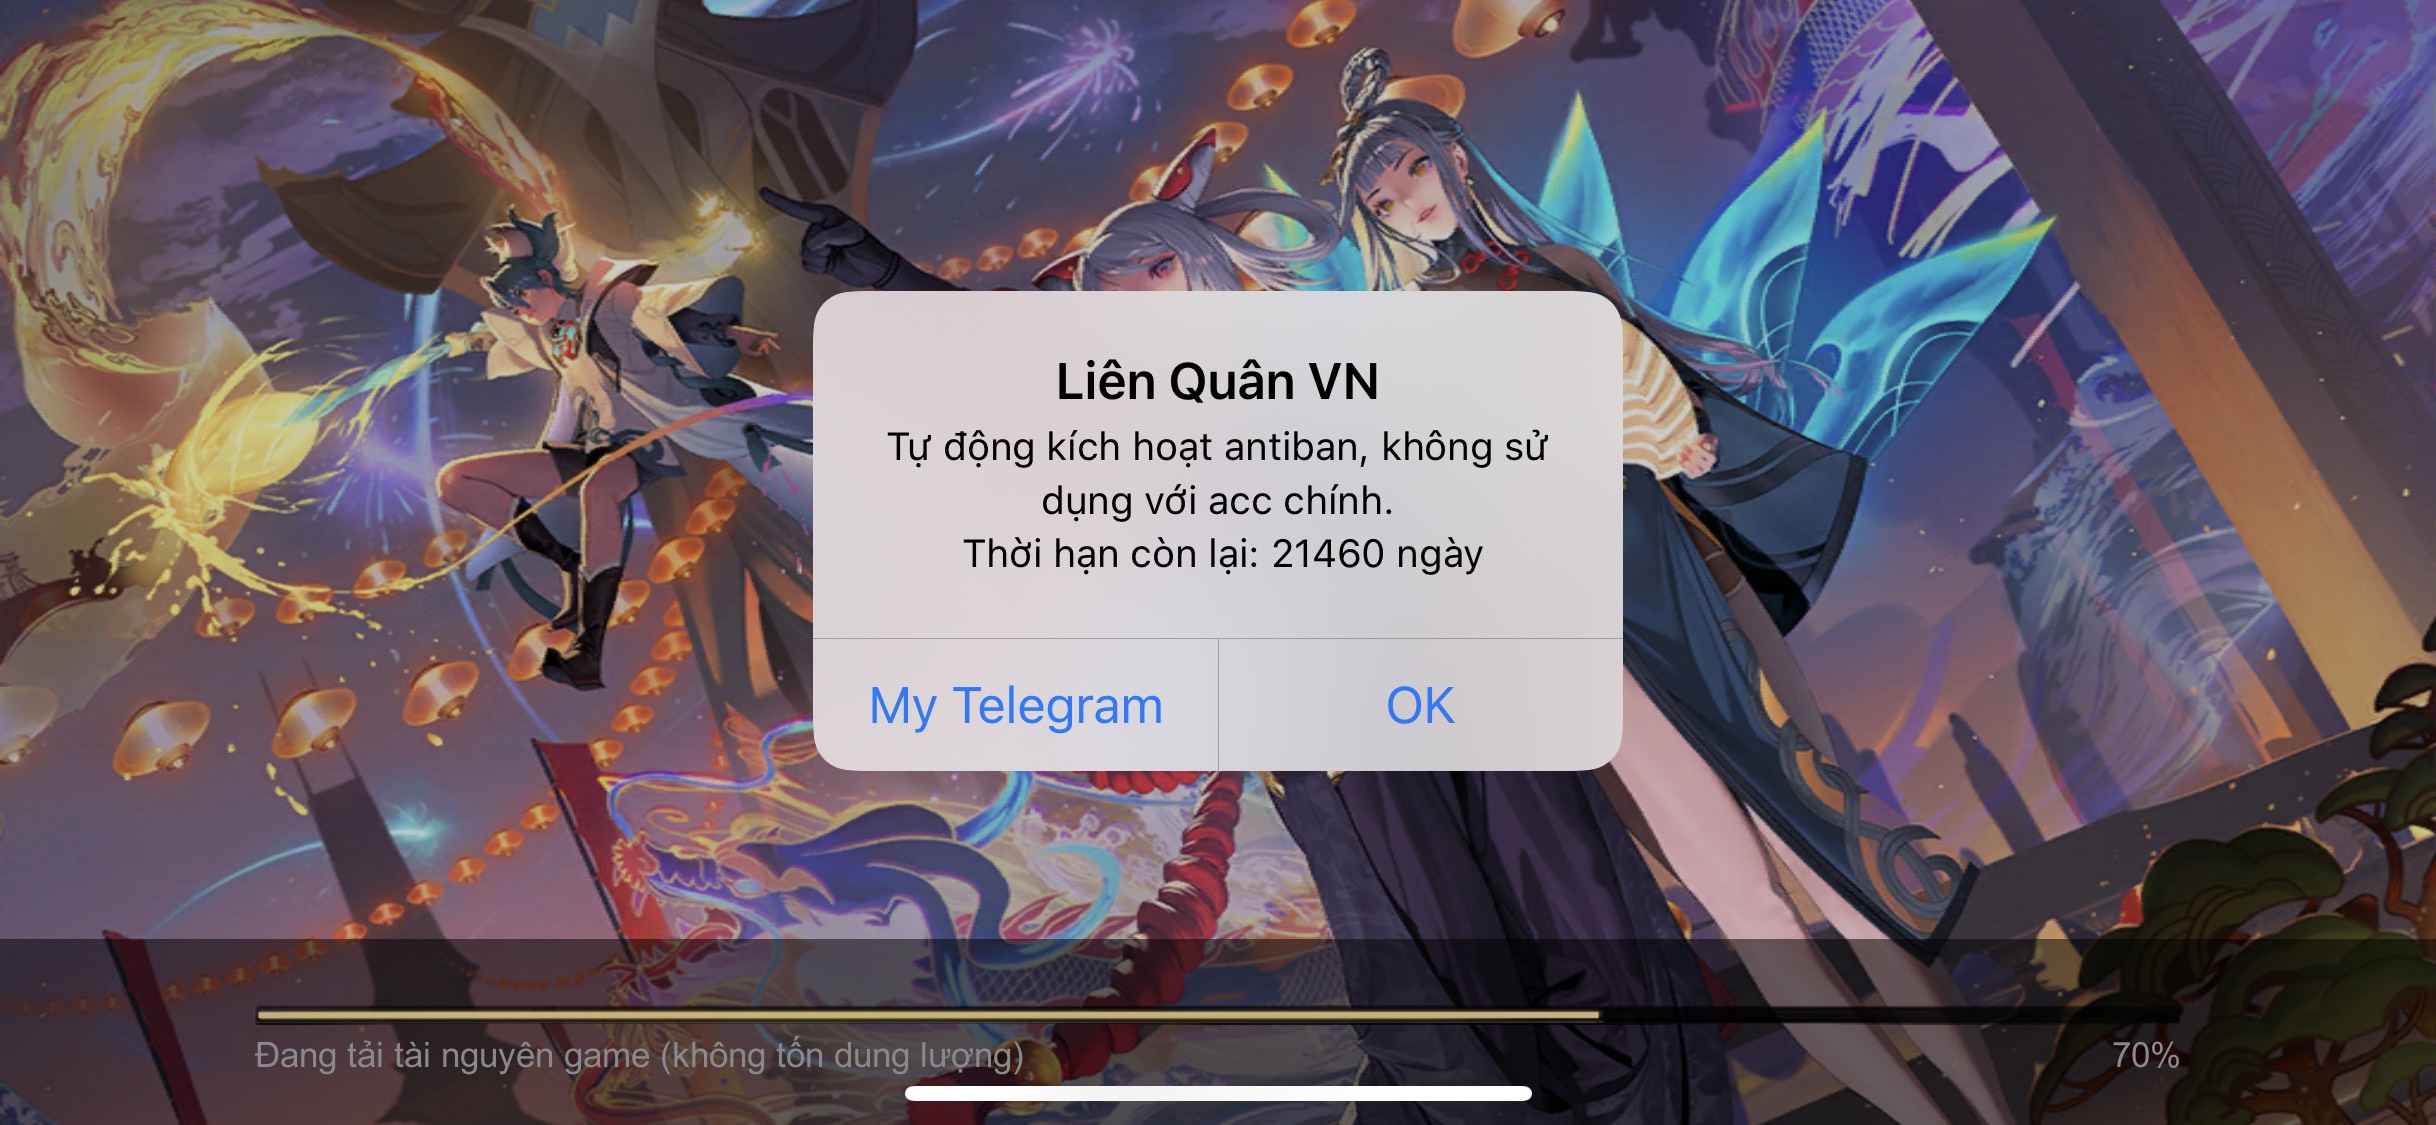 Liên Quân VN
Tự động kích hoạt antiban, không sử
dụng với acc chính.
Thời hạn còn lại: 21460 ngày
My Telegram
OK
Đang tải tài nguyên game (không tốn dung lượng)
70%